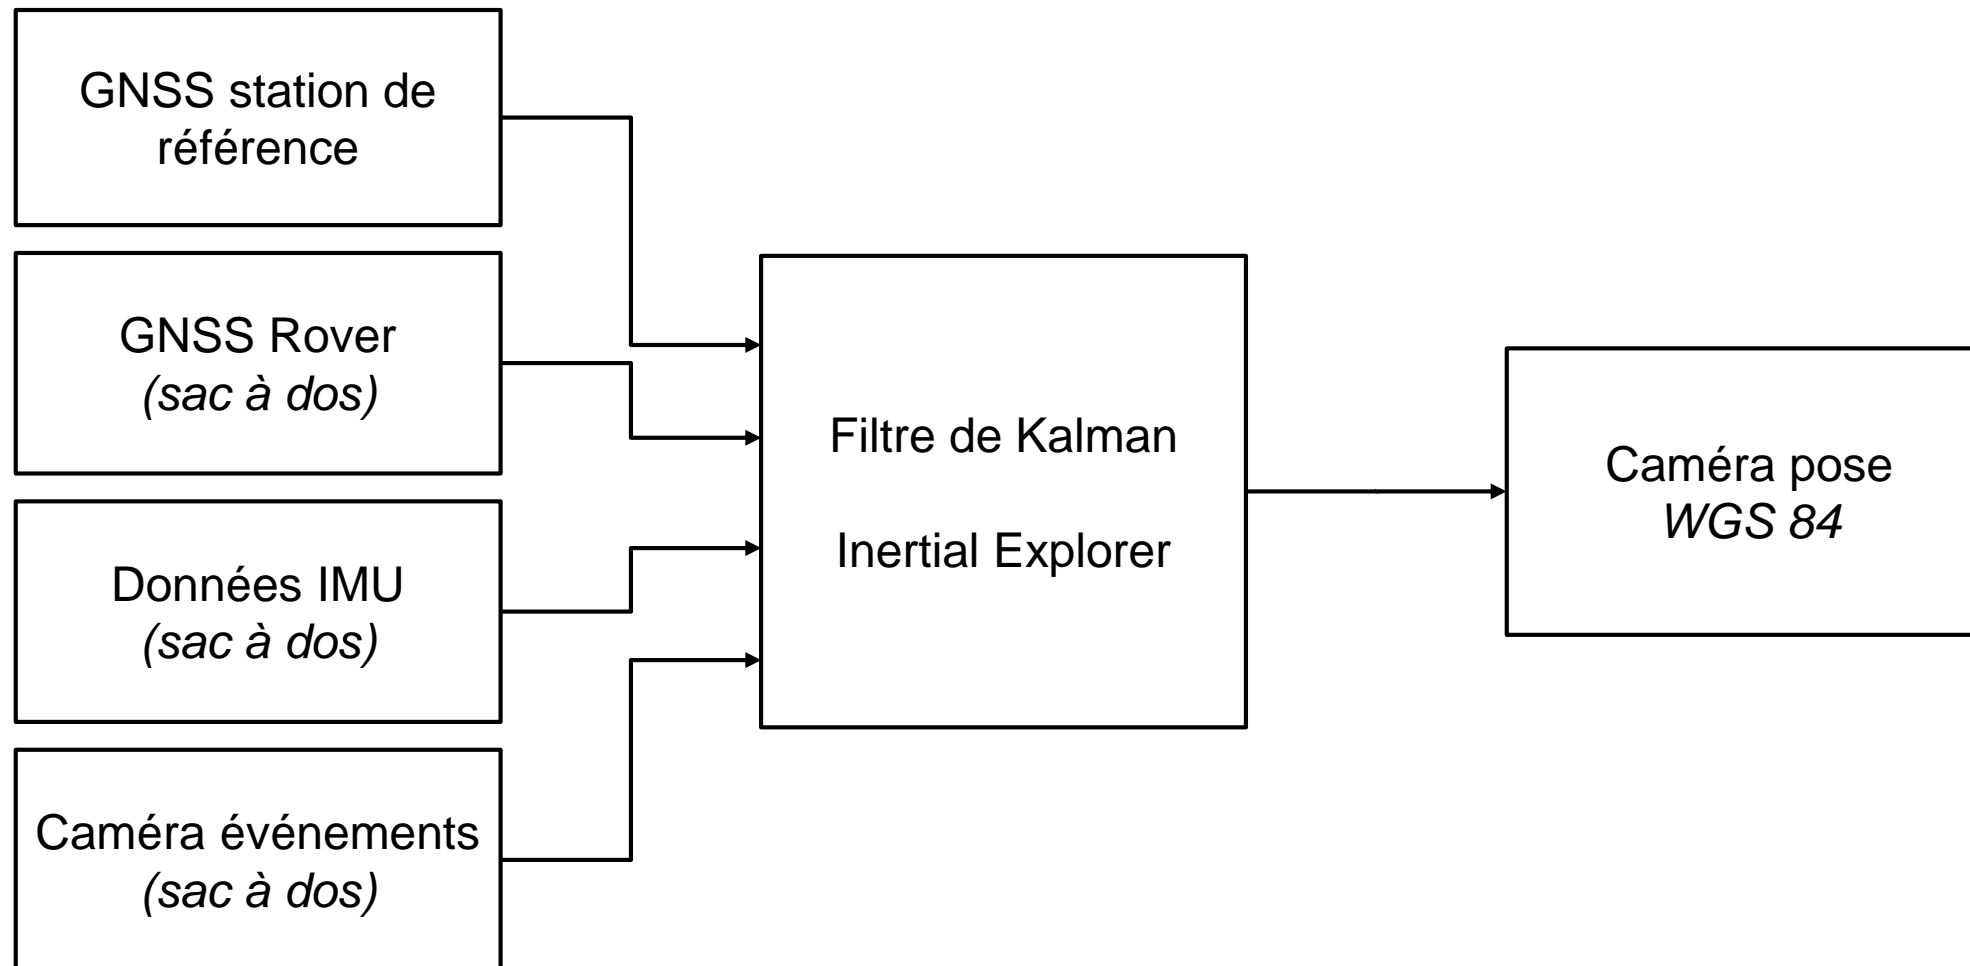 GNSS station de
référence
GNSS Rover
(sac à dos)
Données IMU
(sac à dos)
Caméra événements
(sac à dos)
Filtre de Kalman
Inertial Explorer
Caméra pose
WGS 84